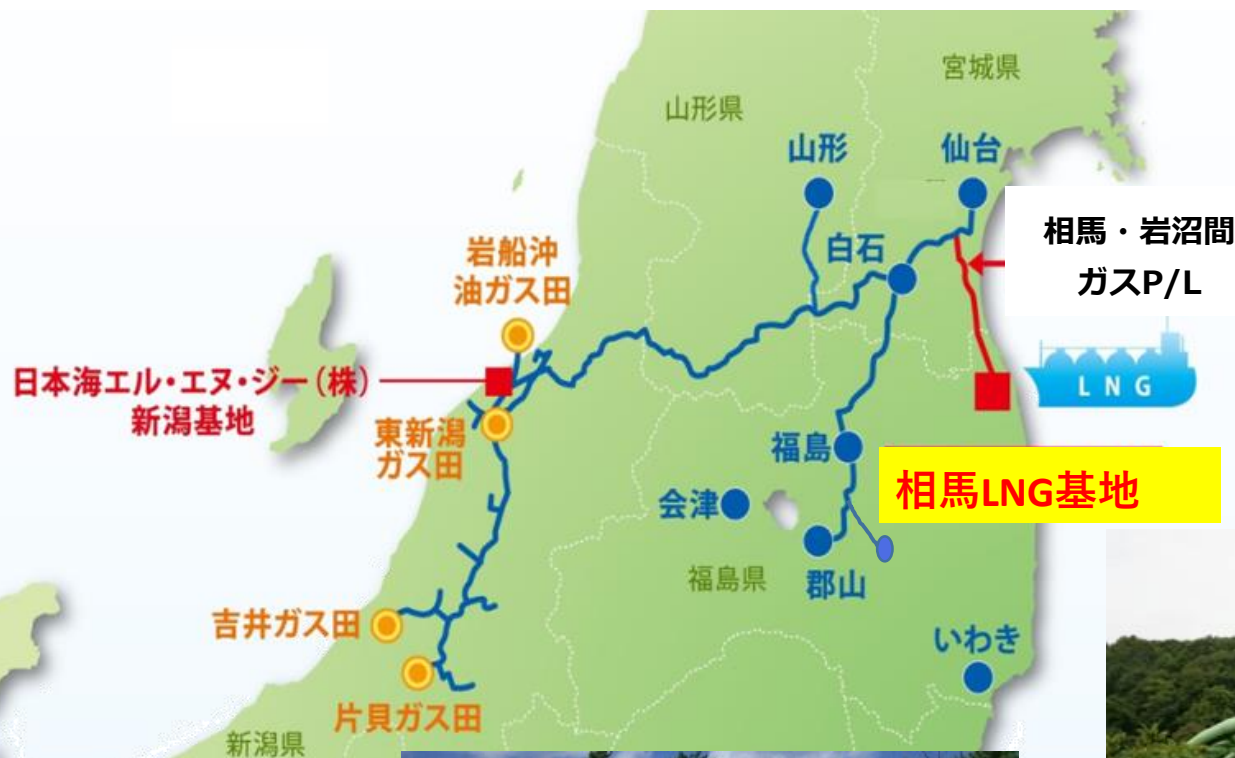 宮城県
山形県
山形
仙台
相馬・岩沼間
ガスP/L
白石
岩船沖
油ガス田
日本海エル・エヌ・ジー(株)
新潟基地
LNG
東新潟
ガス田
福島
相馬LNG基地
会津
福島県
郡山
吉井ガス田
いわき
片貝ガス田
新潟県